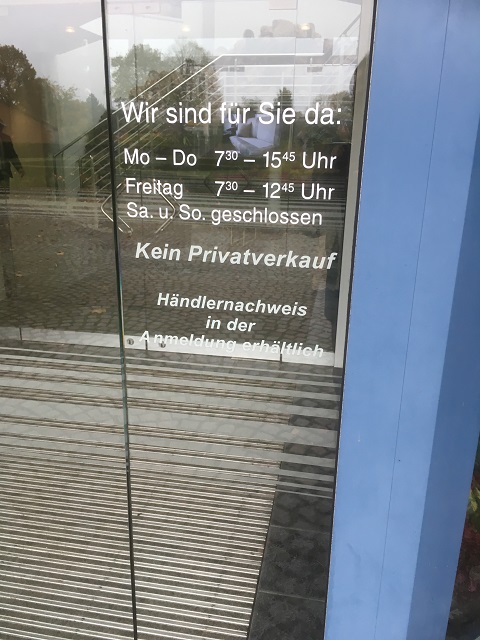 Wir sind für Sie da:
Mo – Do 7³⁰ – 15⁴⁵ Uhr
Freitag 7³⁰ – 12⁴⁵ Uhr
Sa. u. So. geschlossen
Kein Privatverkauf
Händlernachweis
in der
Anmeldung erhältlich